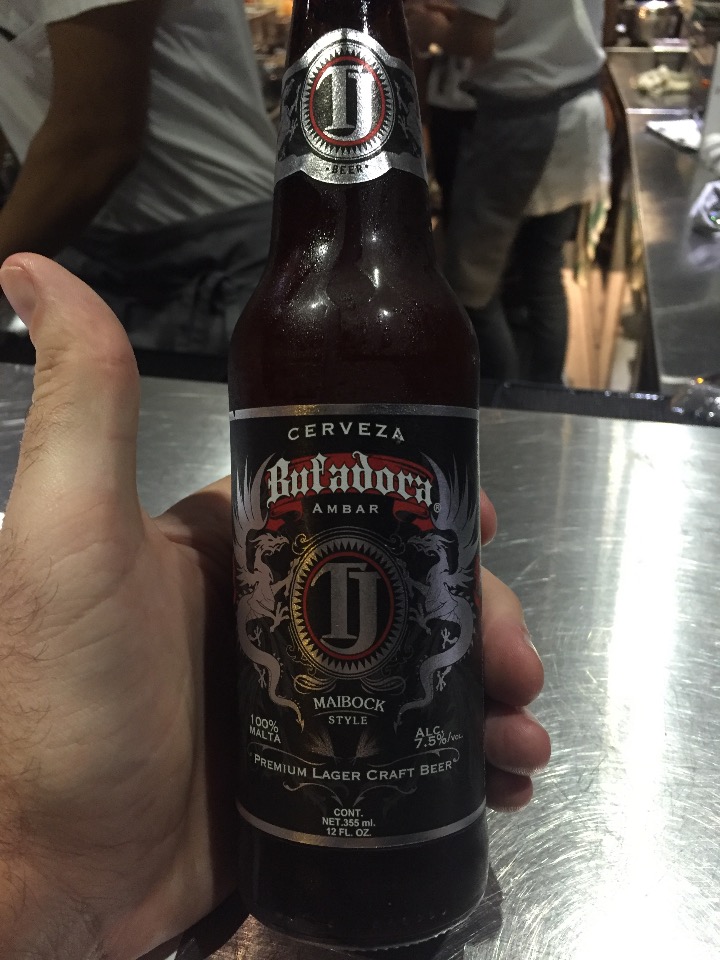 TJ
•BEER•
CERVEZA
Bufadora®
AMBAR
TJ
MAIBOCK
STYLE
100%
MALTA
ALC.
7.5%/VOL.
PREMIUM LAGER CRAFT BEER
CONT.
NET.355 ml.
12 FL. OZ.